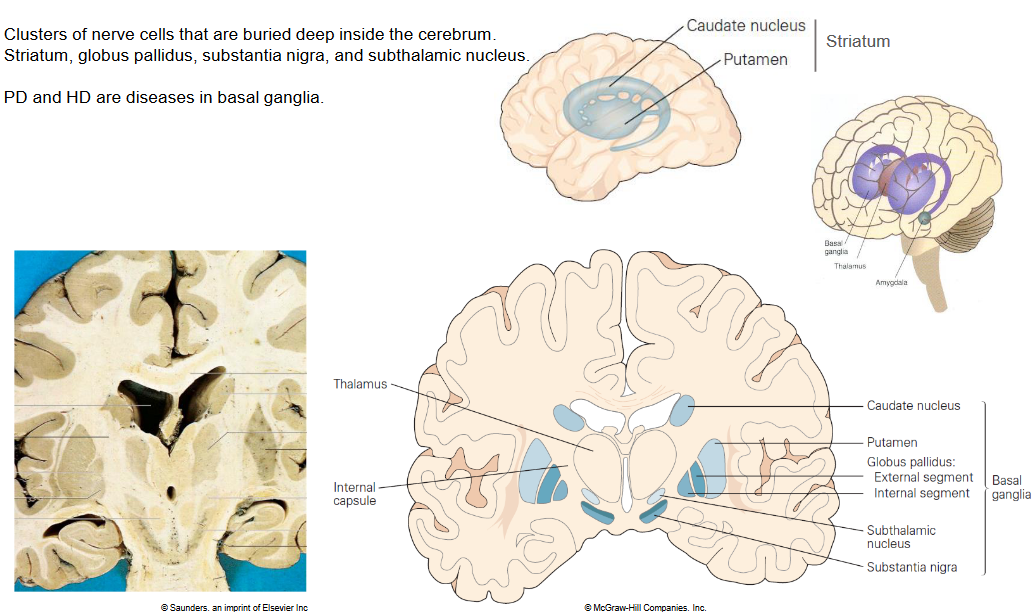 Clusters of nerve cells that are buried deep inside the cerebrum.
Striatum, globus pallidus, substantia nigra, and subthalamic nucleus.
PD and HD are diseases in basal ganglia.
Caudate nucleus
Putamen
Striatum
Basal
ganglia
Thalamus
Amygdala
Thalamus
Internal
capsule
Caudate nucleus
Putamen
Globus pallidus:
External segment
Internal segment
Subthalamic
nucleus
Substantia nigra
Basal
ganglia
© Saunders, an imprint of Elsevier Inc
© McGraw-Hill Companies, Inc.